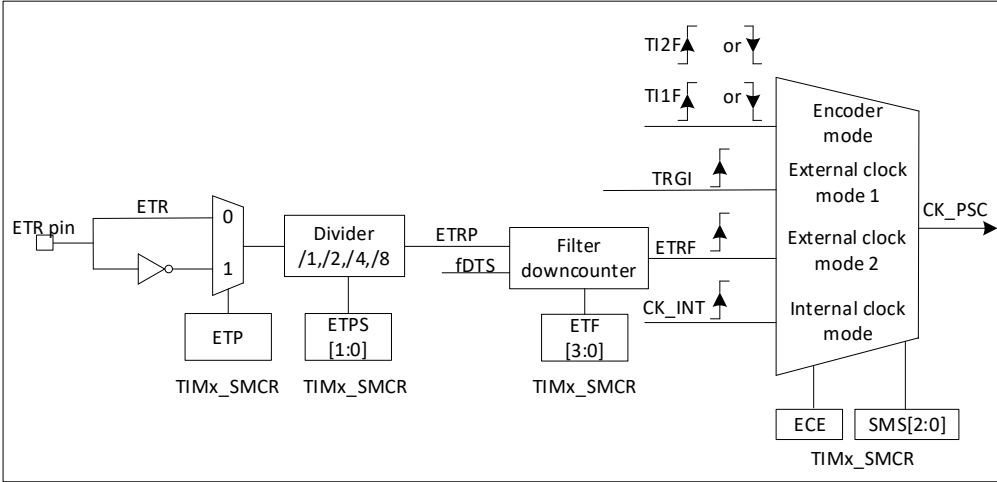 TI2F or
TI1F or
Encoder
mode
TRGI
External clock
mode 1
ETR pin
ETR
0
1
Divider
/1,/2,/4,/8
ETRP
fDTS
Filter
downcounter
ETRF
External clock
mode 2
CK_PSC
CK_INT
Internal clock
mode
ETP
ETPS
[1:0]
ETF
[3:0]
TIMx_SMCR
TIMx_SMCR
TIMx_SMCR
ECE
SMS[2:0]
TIMx_SMCR